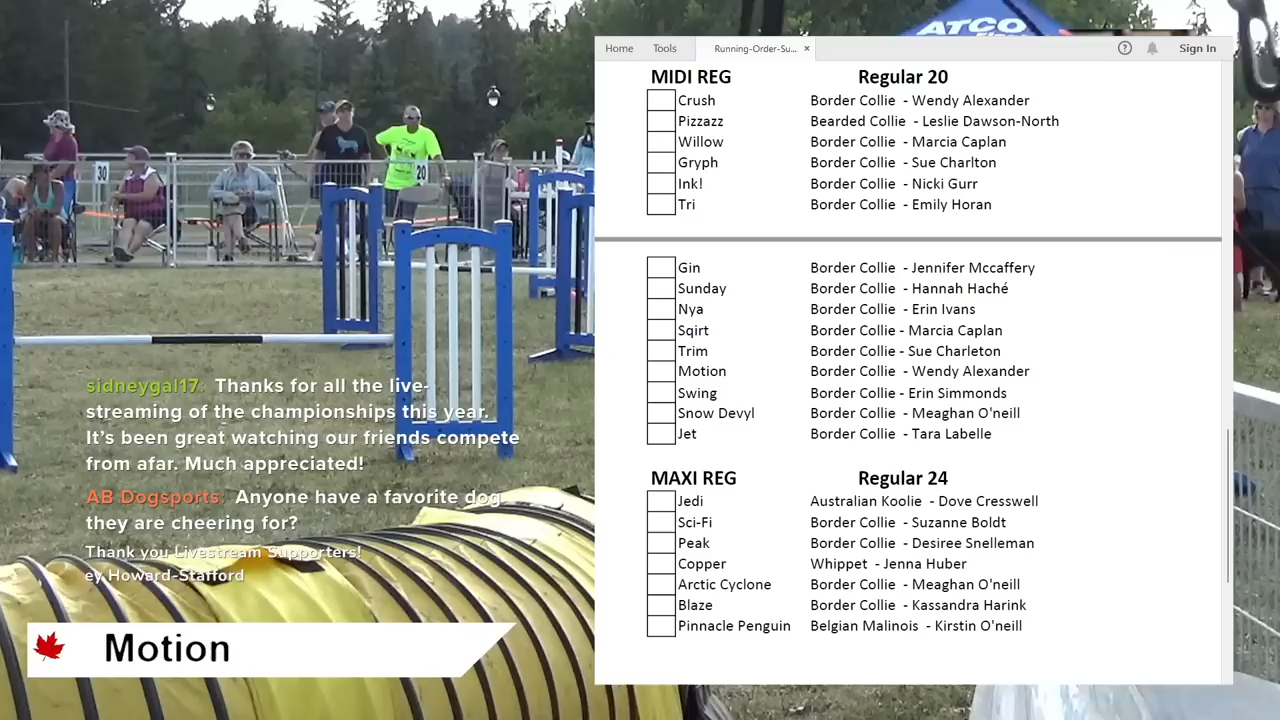 ATCO
Home Tools Running-Order-Su... × ? Sign In
MIDI REG Regular 20
Crush Border Collie - Wendy Alexander
Pizzazz Bearded Collie - Leslie Dawson-North
Willow Border Collie - Marcia Caplan
Gryph Border Collie - Sue Charlton
Ink! Border Collie - Nicki Gurr
Tri Border Collie - Emily Horan
Gin Border Collie - Jennifer Mccaffery
Sunday Border Collie - Hannah Haché
Nya Border Collie - Erin Ivans
Sqirt Border Collie - Marcia Caplan
Trim Border Collie - Sue Charleton
Motion Border Collie - Wendy Alexander
Swing Border Collie - Erin Simmonds
Snow Devyl Border Collie - Meaghan O'neill
Jet Border Collie - Tara Labelle
MAXI REG Regular 24
Jedi Australian Koolie - Dove Cresswell
Sci-Fi Border Collie - Suzanne Boldt
Peak Border Collie - Desiree Snelleman
Copper Whippet - Jenna Huber
Arctic Cyclone Border Collie - Meaghan O'neill
Blaze Border Collie - Kassandra Harink
Pinnacle Penguin Belgian Malinois - Kirstin O'neill
30
20
sidneygal17: Thanks for all the live-
streaming of the championships this year.
It's been great watching our friends compete
from afar. Much appreciated!
AB Dogsports: Anyone have a favorite dog
they are cheering for?
Thank you Livestream Supporters!
ey Howard-Stafford
Motion